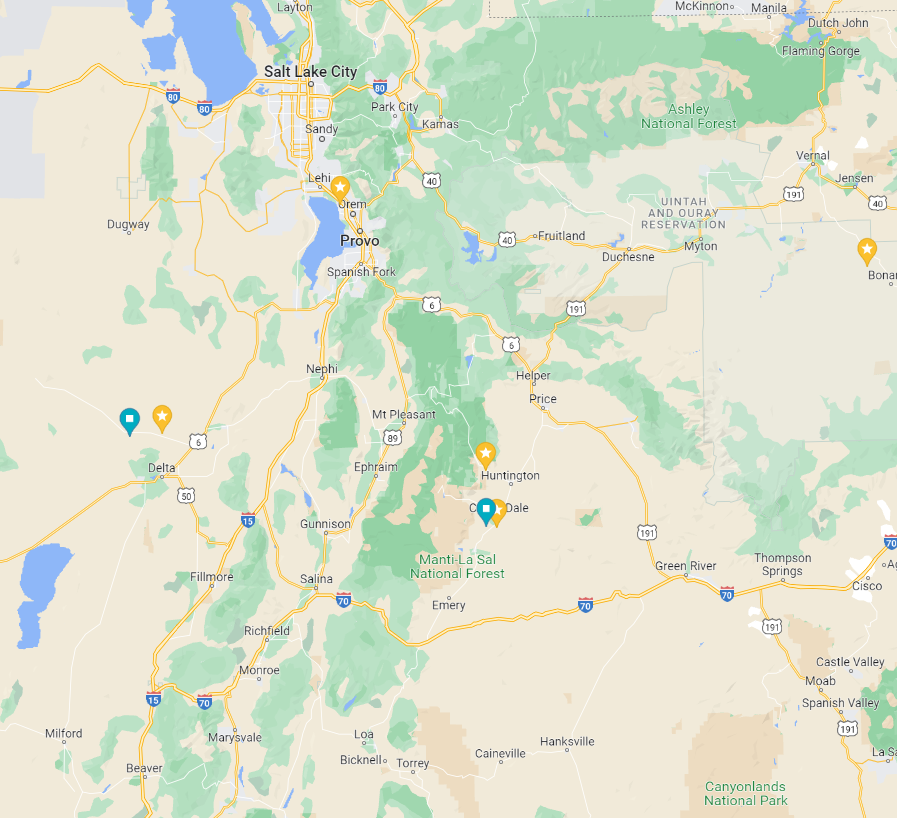 Layton
McKinnon
Manila
Dutch John
Flaming Gorge
Salt Lake City
80
80
80
Park City
Kamas
Ashley
National Forest
Sandy
Vernal
Lehi
40
191
Jensen
40
Orem
UINTAH
AND OURAY
RESERVATION
Dugway
Provo
40
Fruitland
Myton
Duchesne
Spanish Fork
Bonan
6
191
6
Nephi
Helper
Price
Mt Pleasant
89
6
Delta
Ephraim
Huntington
50
C
Dale
15
Gunnison
191
70
Manti-La Sal
National Forest
Green River
Thompson
Springs
Ag
Cisco
Fillmore
Salina
70
Emery
70
70
191
Richfield
Monroe
Castle Valley
Moab
15
70
Spanish Valley
191
Milford
Marysvale
Loa
Hanksville
Caineville
La Sa
Beaver
Bicknell
Torrey
Canyonlands
National Park